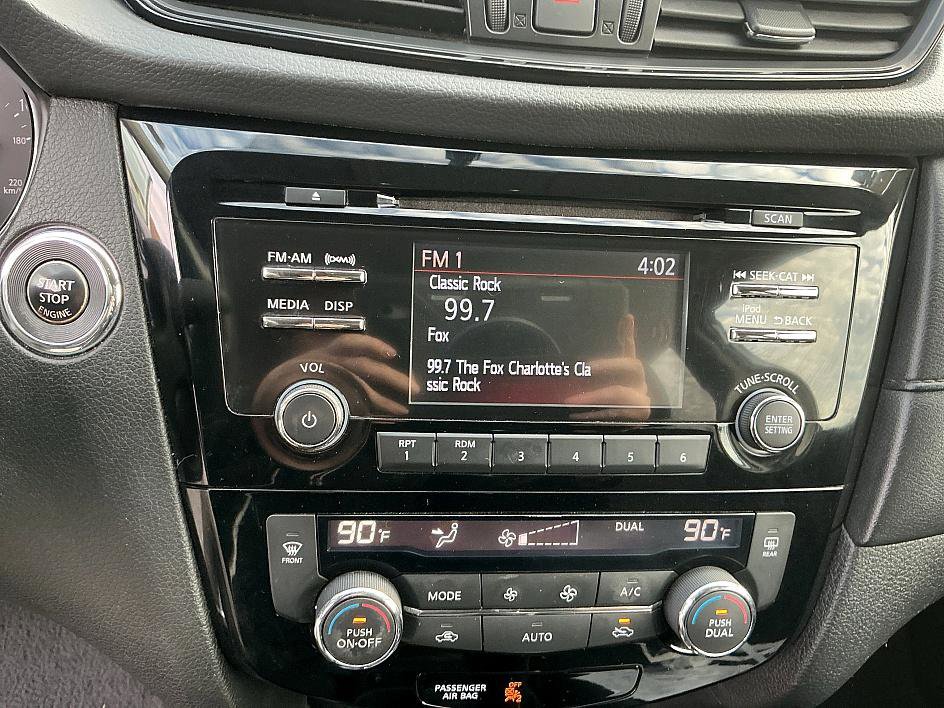 1
180
220
km/h
START
STOP
ENGINE
SCAN
FM·AM ((XM))
MEDIA DISP
VOL
FM 1 4:02
Classic Rock
99.7
Fox
99.7 The Fox Charlotte's Cla
ssic Rock
SEEK·CAT
iPod
MENU BACK
TUNE·SCROLL
ENTER
SETTING
RPT RDM
1 2 3 4 5 6
90°F DUAL 90°F
FRONT
REAR
MODE A/C
PUSH
ON·OFF
AUTO
PUSH
DUAL
PASSENGER
AIR BAG
OFF